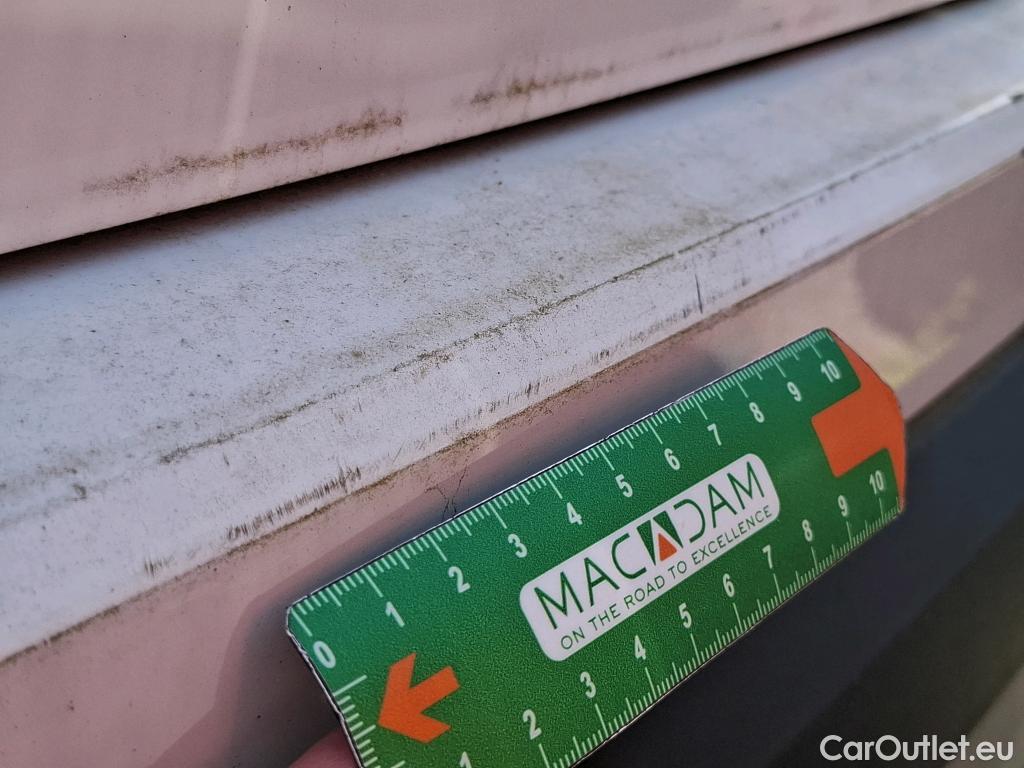 0 1 2 3 4 5 6 7 8 9 10
MACADAM
ON THE ROAD TO EXCELLENCE
1 2 3 4 5 6 7 8 9 10
CarOutlet.eu